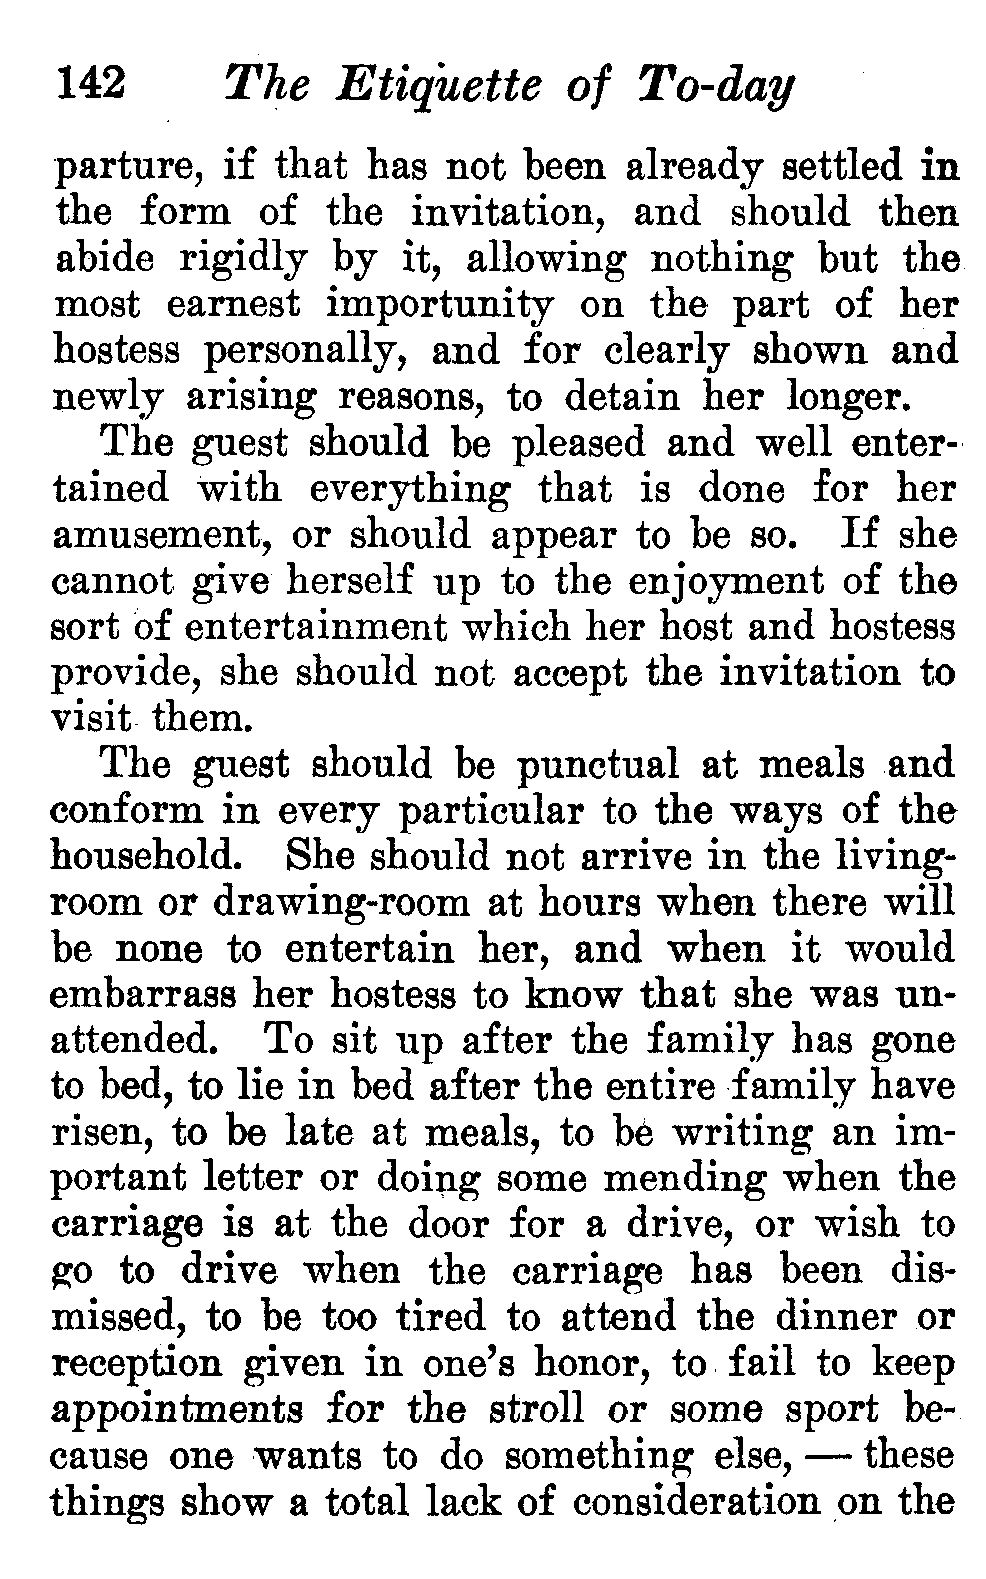 142 The Etiquette of To-day
parture, if that has not been already settled in
the form of the invitation, and should then
abide rigidly by it, allowing nothing but the
most earnest importunity on the part of her
hostess personally, and for clearly shown and
newly arising reasons, to detain her longer.
The guest should be pleased and well enter-
tained with everything that is done for her
amusement, or should appear to be so. If she
cannot give herself up to the enjoyment of the
sort of entertainment which her host and hostess
provide, she should not accept the invitation to
visit them.
The guest should be punctual at meals and
conform in every particular to the ways of the
household. She should not arrive in the living-
room or drawing-room at hours when there will
be none to entertain her, and when it would
embarrass her hostess to know that she was un-
attended. To sit up after the family has gone
to bed, to lie in bed after the entire family have
risen, to be late at meals, to be writing an im-
portant letter or doing some mending when the
carriage is at the door for a drive, or wish to
go to drive when the carriage has been dis-
missed, to be too tired to attend the dinner or
reception given in one's honor, to fail to keep
appointments for the stroll or some sport be-
cause one wants to do something else, — these
things show a total lack of consideration on the